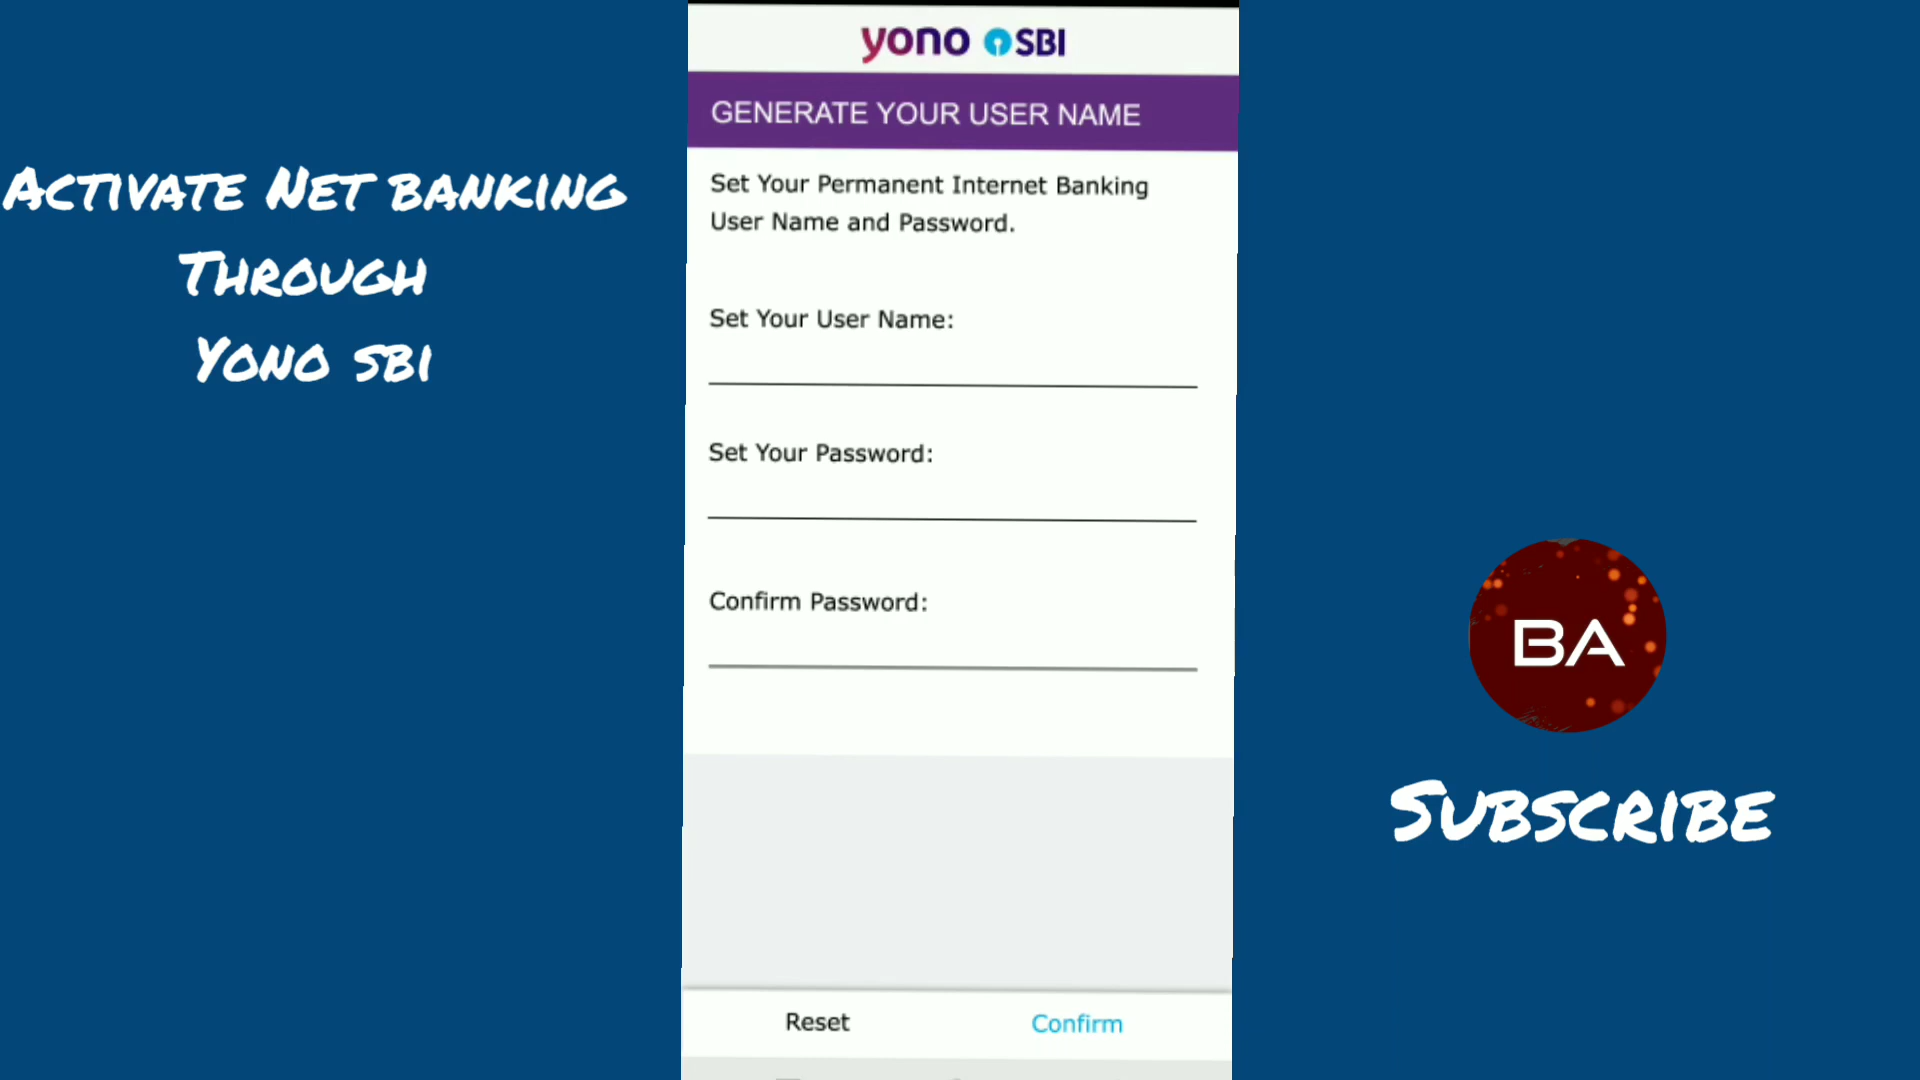 Activate Net banking
Through
Yono sbi
yono SBI
GENERATE YOUR USER NAME
Set Your Permanent Internet Banking
User Name and Password.
Set Your User Name:
Set Your Password:
Confirm Password:
Reset
Confirm
BA
Subscribe